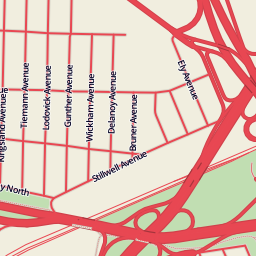 Ely Avenue
Kingsland Avenue
Tiemann Avenue
Lodovick Avenue
Gunther Avenue
Wickham Avenue
Delanoy Avenue
Bruner Avenue
Stillwell Avenue
y North